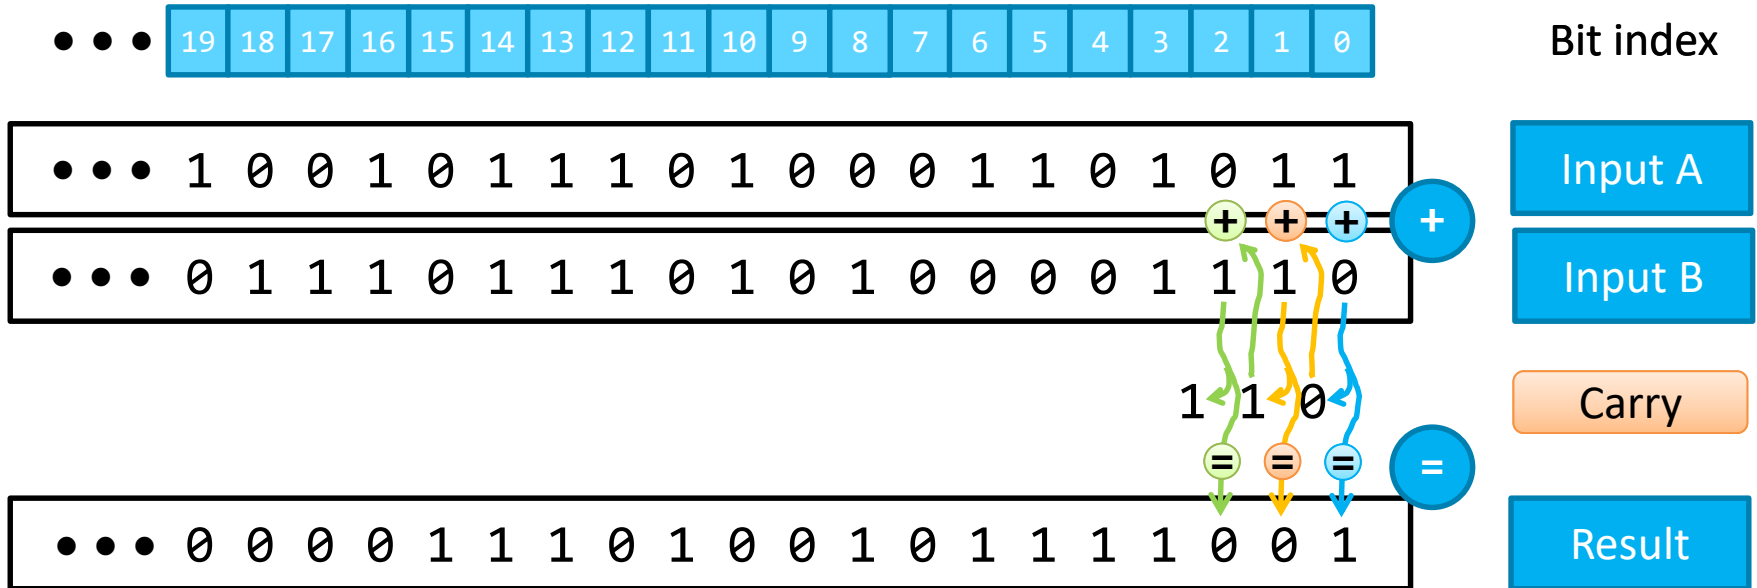 ••• 19 18 17 16 15 14 13 12 11 10 9 8 7 6 5 4 3 2 1 0 Bit index
••• 1 0 0 1 0 1 1 1 0 1 0 0 0 1 1 0 1 0 1 1 Input A
+ + + +
••• 0 1 1 1 0 1 1 1 0 1 0 1 0 0 0 0 1 1 1 0 Input B
1 1 0 Carry
= = = =
••• 0 0 0 0 1 1 1 0 1 0 0 1 0 1 1 1 1 0 0 1 Result